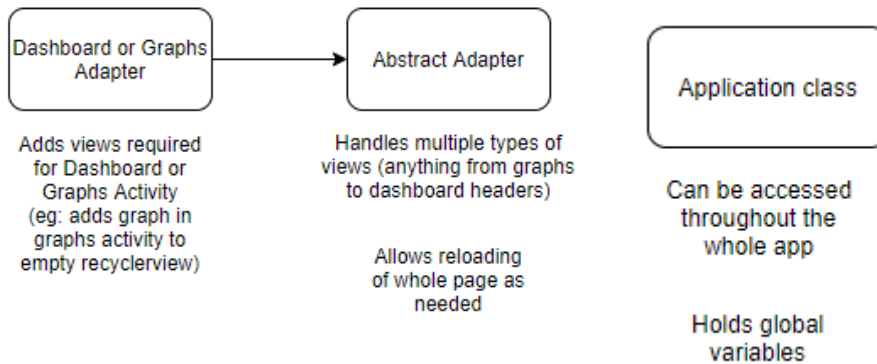 Dashboard or Graphs
Adapter
Adds views required
for Dashboard or
Graphs Activity
(eg: adds graph in
graphs activity to
empty recyclerview)
Abstract Adapter
Handles multiple types of
views (anything from graphs
to dashboard headers)
Allows reloading
of whole page as
needed
Application class
Can be accessed
throughout the
whole app
Holds global
variables